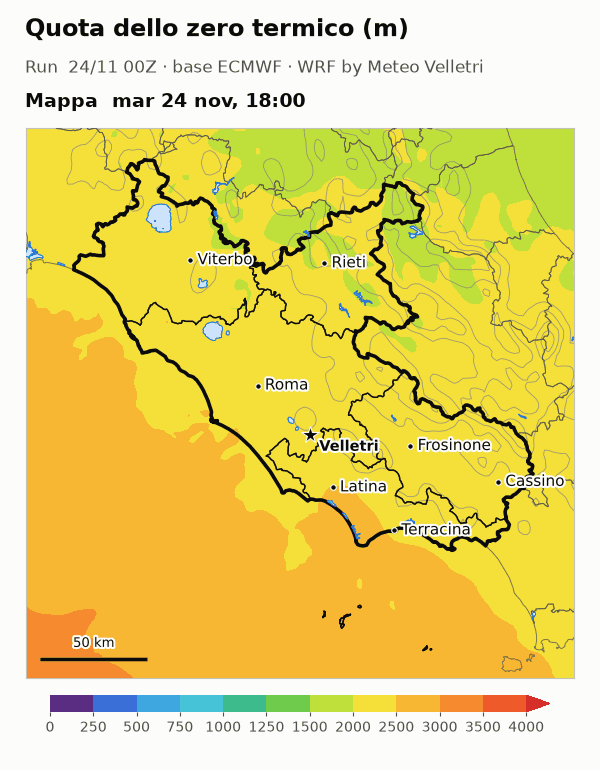 Quota dello zero termico (m)
Run 24/11 00Z · base ECMWF · WRF by Meteo Velletri
Mappa mar 24 nov, 18:00
Viterbo
Rieti
Roma
Velletri
Frosinone
Cassino
Latina
Terracina
50 km
0 250 500 750 1000 1250 1500 2000 2500 3000 3500 4000